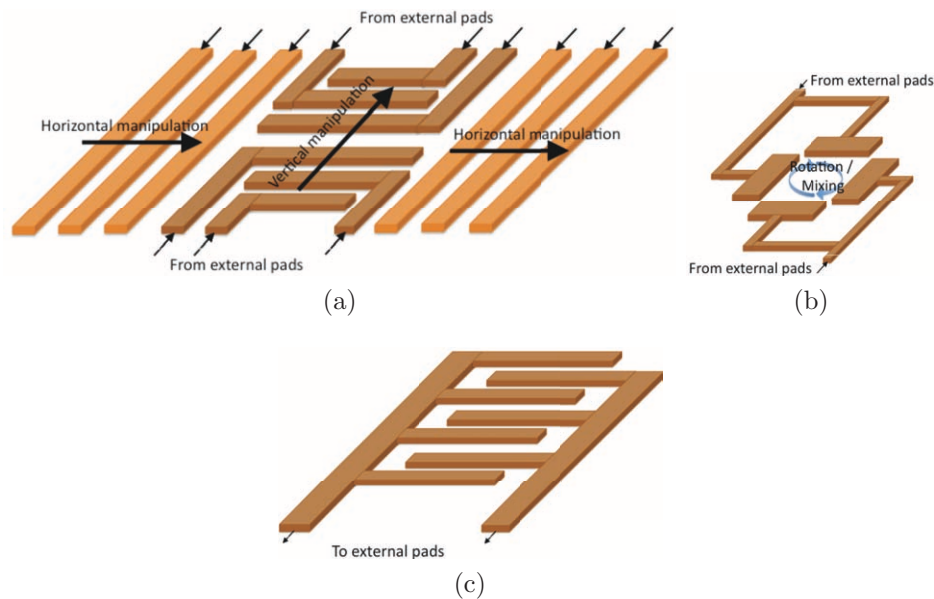 From external pads
Horizontal manipulation
Vertical manipulation
Horizontal manipulation
From external pads
(a)
From external pads
Rotation /
Mixing
From external pads
(b)
To external pads
(c)